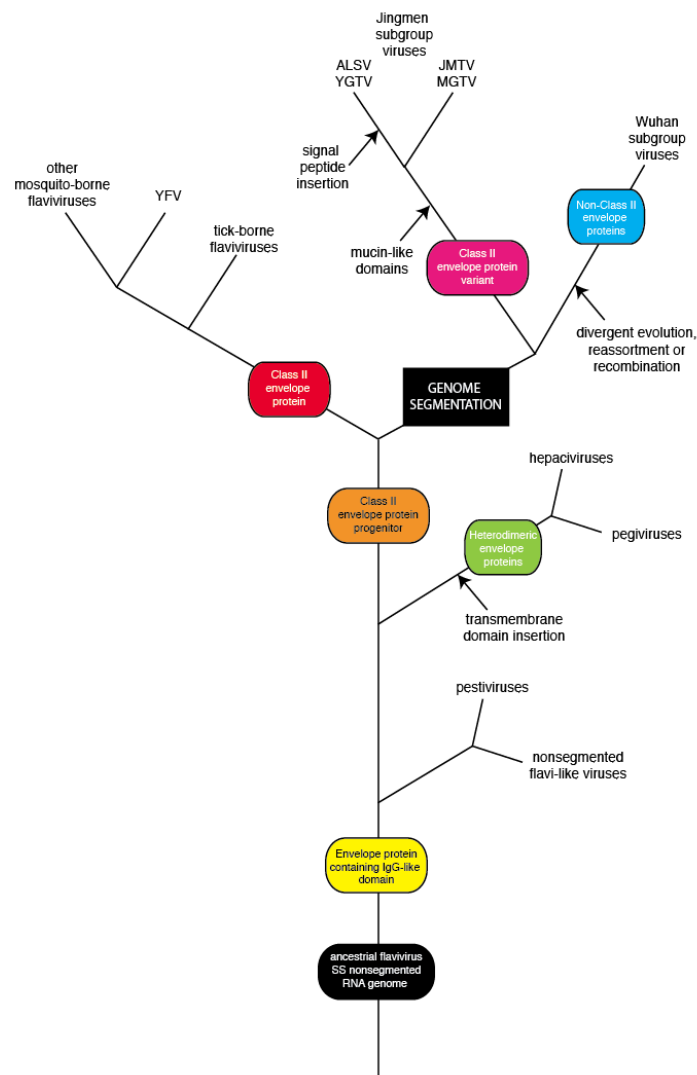 Jingmen
subgroup
viruses
ALSV
YGTV
JMTV
MGTV
Wuhan
subgroup
viruses
signal
peptide
insertion
other
mosquito-borne
flaviviruses
YFV
tick-borne
flaviviruses
mucin-like
domains
Class II
envelope protein
variant
Non-Class II
envelope
proteins
divergent evolution,
reassortment or
recombination
Class II
envelope
protein
GENOME
SEGMENTATION
Class II
envelope protein
progenitor
hepaciviruses
pegiviruses
Heterodimeric
envelope
proteins
transmembrane
domain insertion
pestiviruses
nonsegmented
flavi-like viruses
Envelope protein
containing IgG-like
domain
ancestral flavivirus
SS nonsegmented
RNA genome